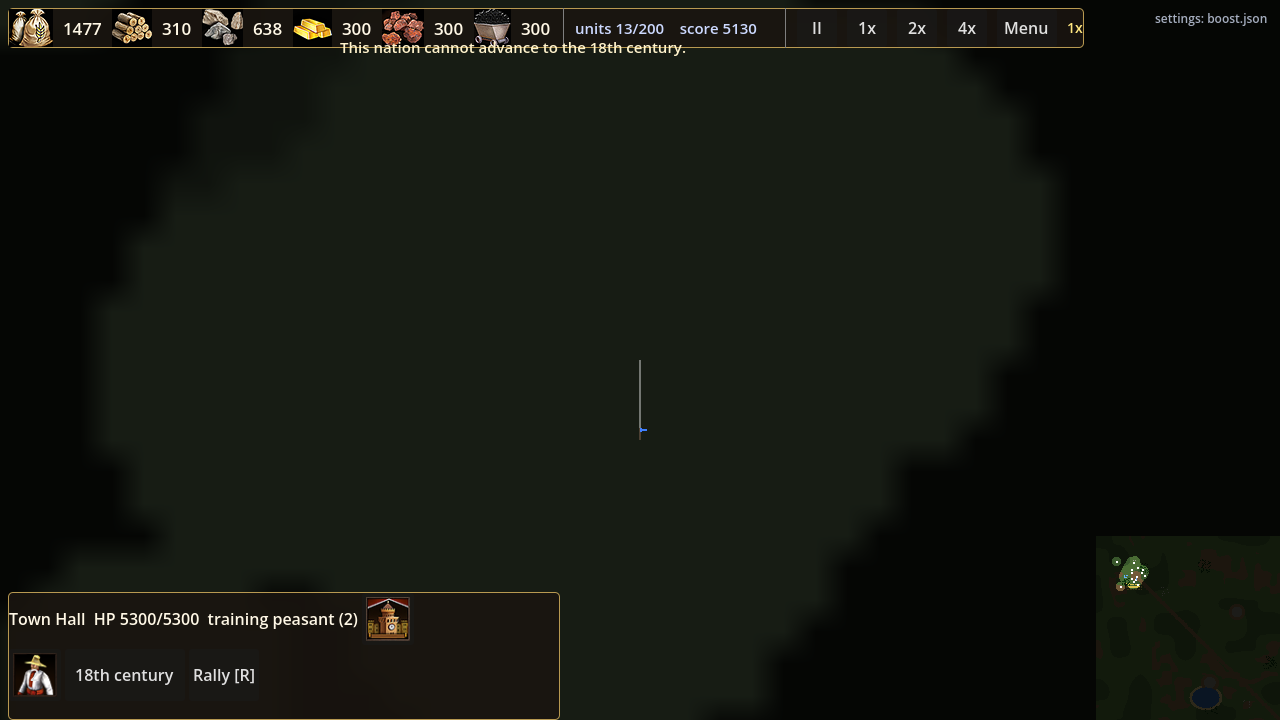 1477 310 638 300 300 300 units 13/200 score 5130 II 1x 2x 4x Menu 1x
settings: boost.json
This nation cannot advance to the 18th century.
Town Hall HP 5300/5300 training peasant (2)
18th century Rally [R]